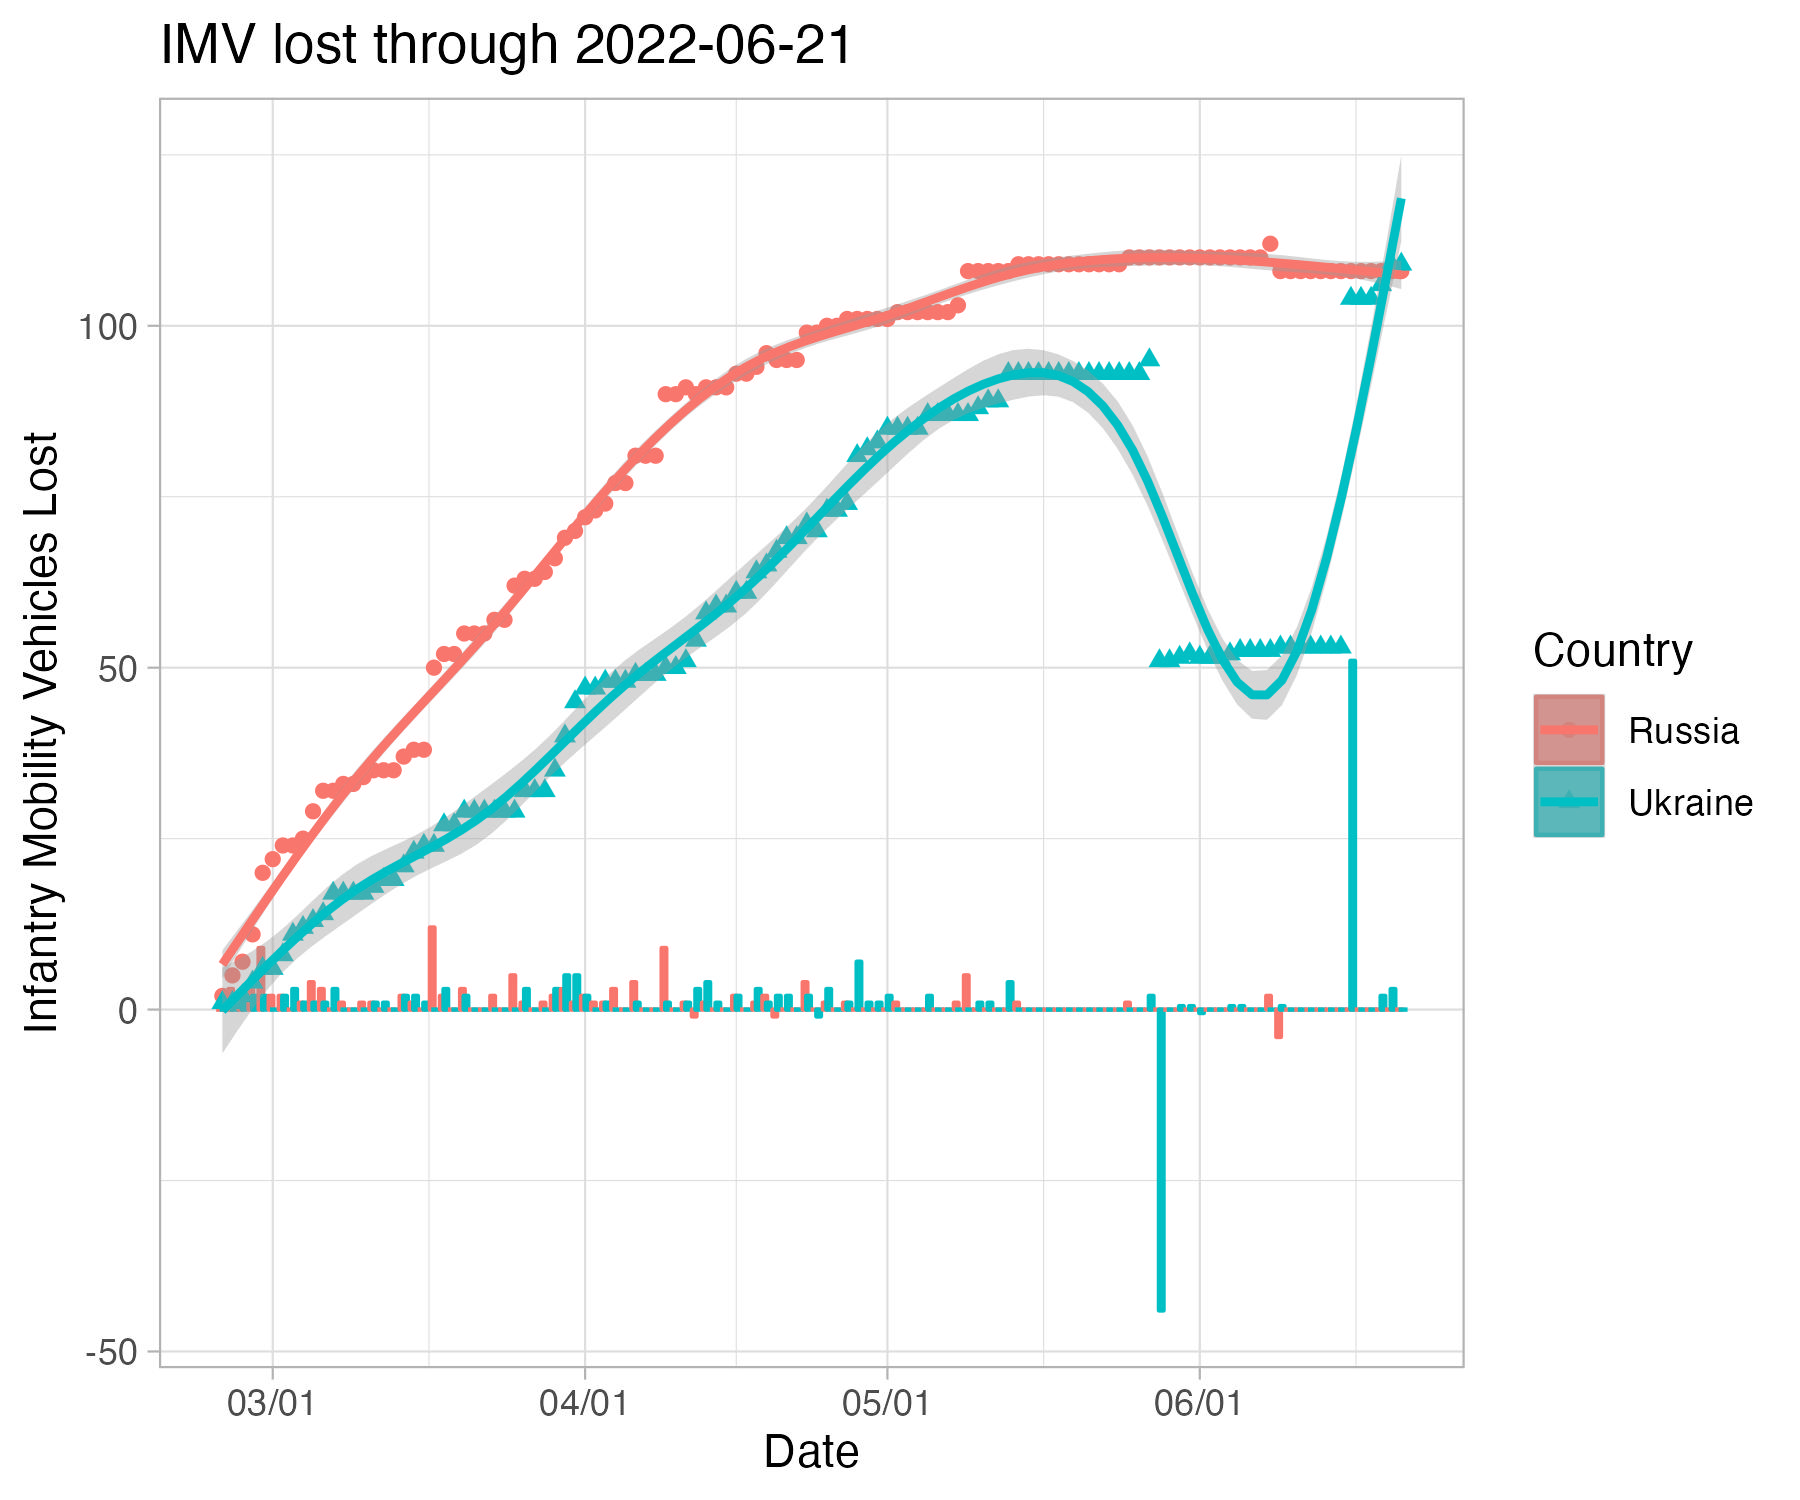 IMV lost through 2022-06-21
Infantry Mobility Vehicles Lost
100
50
0
-50
03/01
04/01
05/01
06/01
Date
Country
Russia
Ukraine